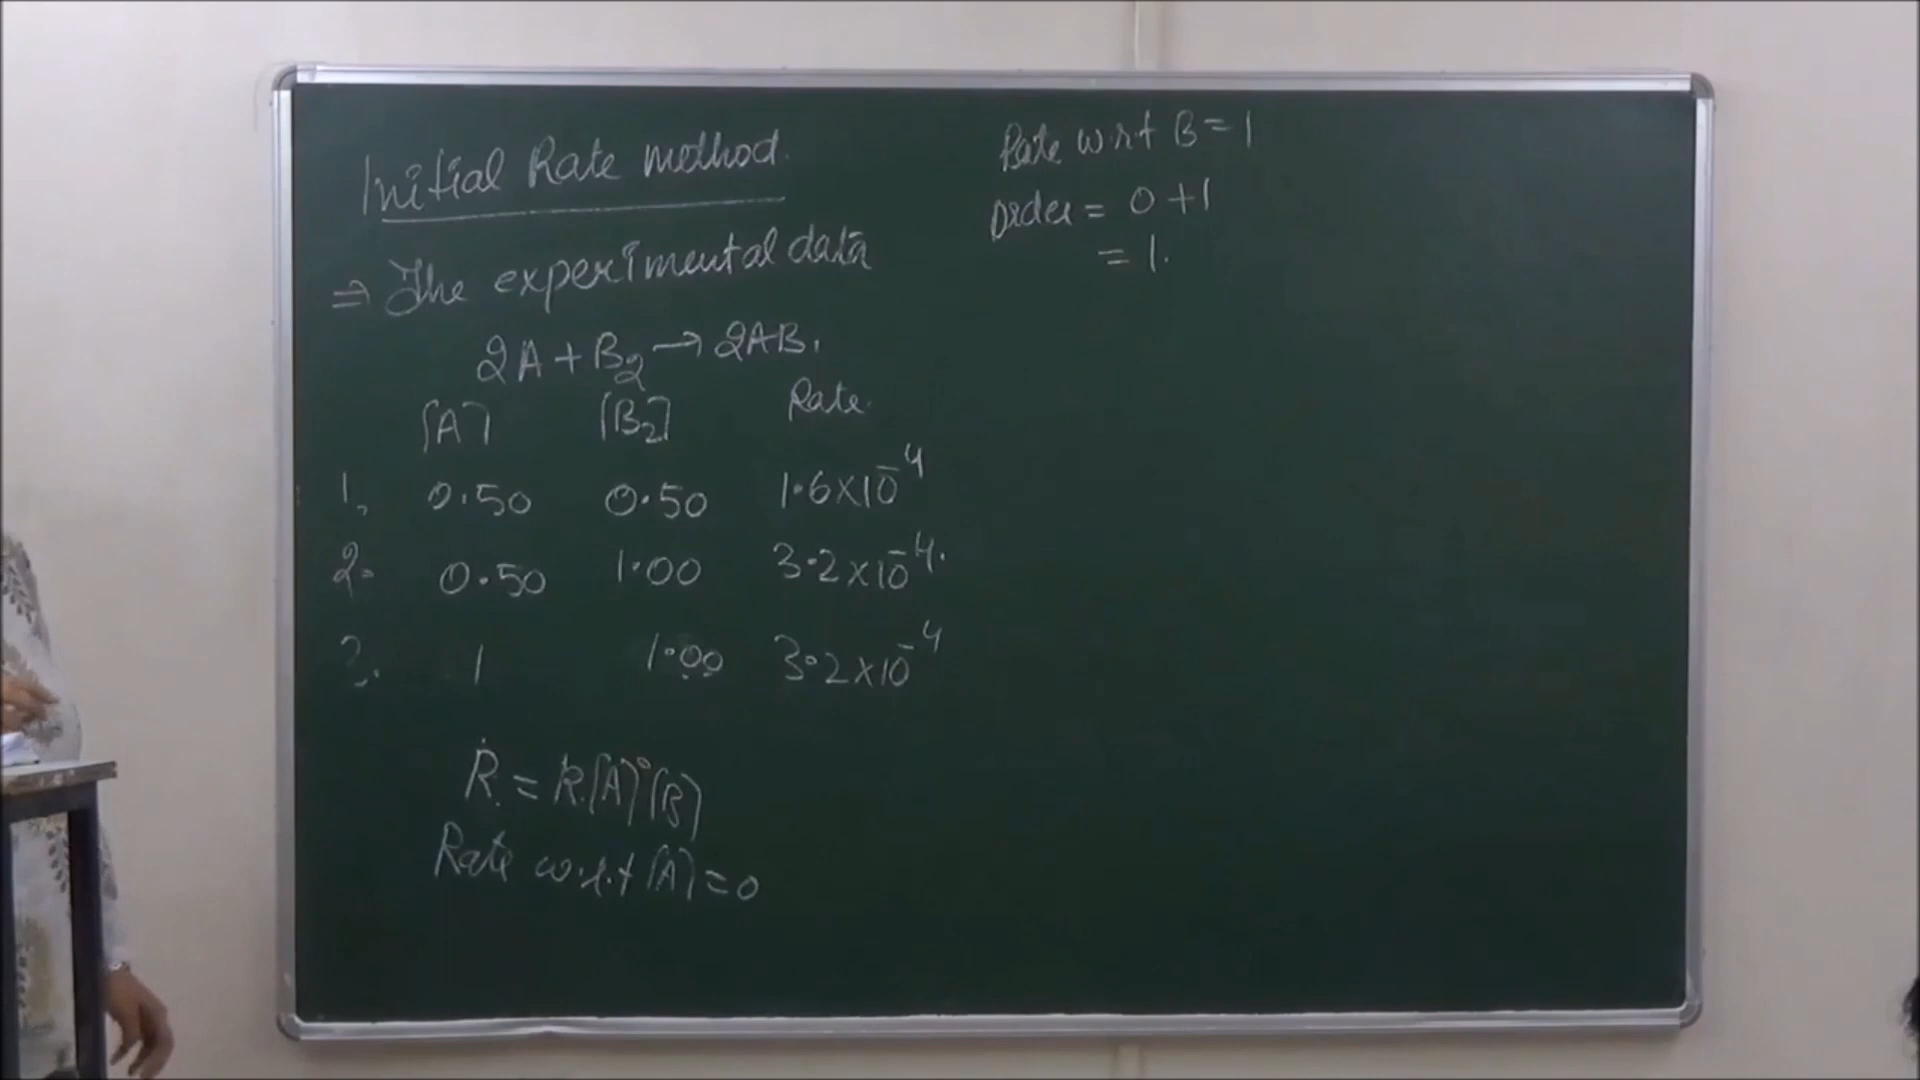 Initial Rate method.
⇒ The experimental data
2A + B₂ → 2AB.
[A] [B₂] Rate.
1. 0.50 0.50 1.6×10⁻⁴
2. 0.50 1.00 3.2×10⁻⁴.
3. 1 1.00 3.2×10⁻⁴
R = K[A]⁰[B]
Rate w.r.t [A] = 0
Rate w.r.t B = 1
Order = 0 + 1
= 1.